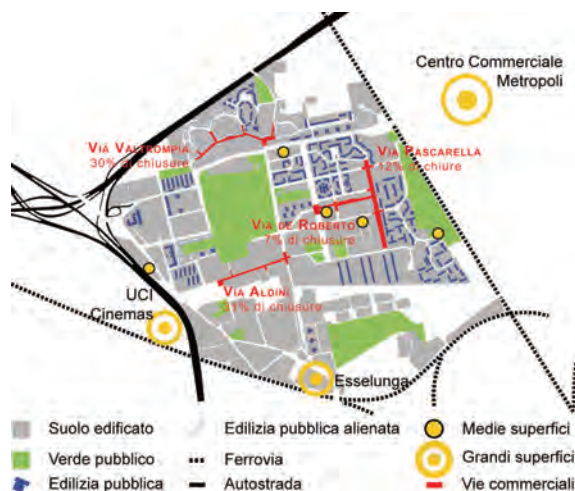 Centro Commerciale
Metropoli
VIA VALTROMPIA
30% di chiusure
VIA PASCARELLA
12% di chiure
VIA DE ROBERTO
7% di chiusure
VIA ALDINI
31% di chiusure
UCI
Cinemas
Esselunga
Suolo edificato
Edilizia pubblica alienata
Medie superfici
Verde pubblico
Ferrovia
Grandi superfici
Edilizia pubblica
Autostrada
Vie commerciali